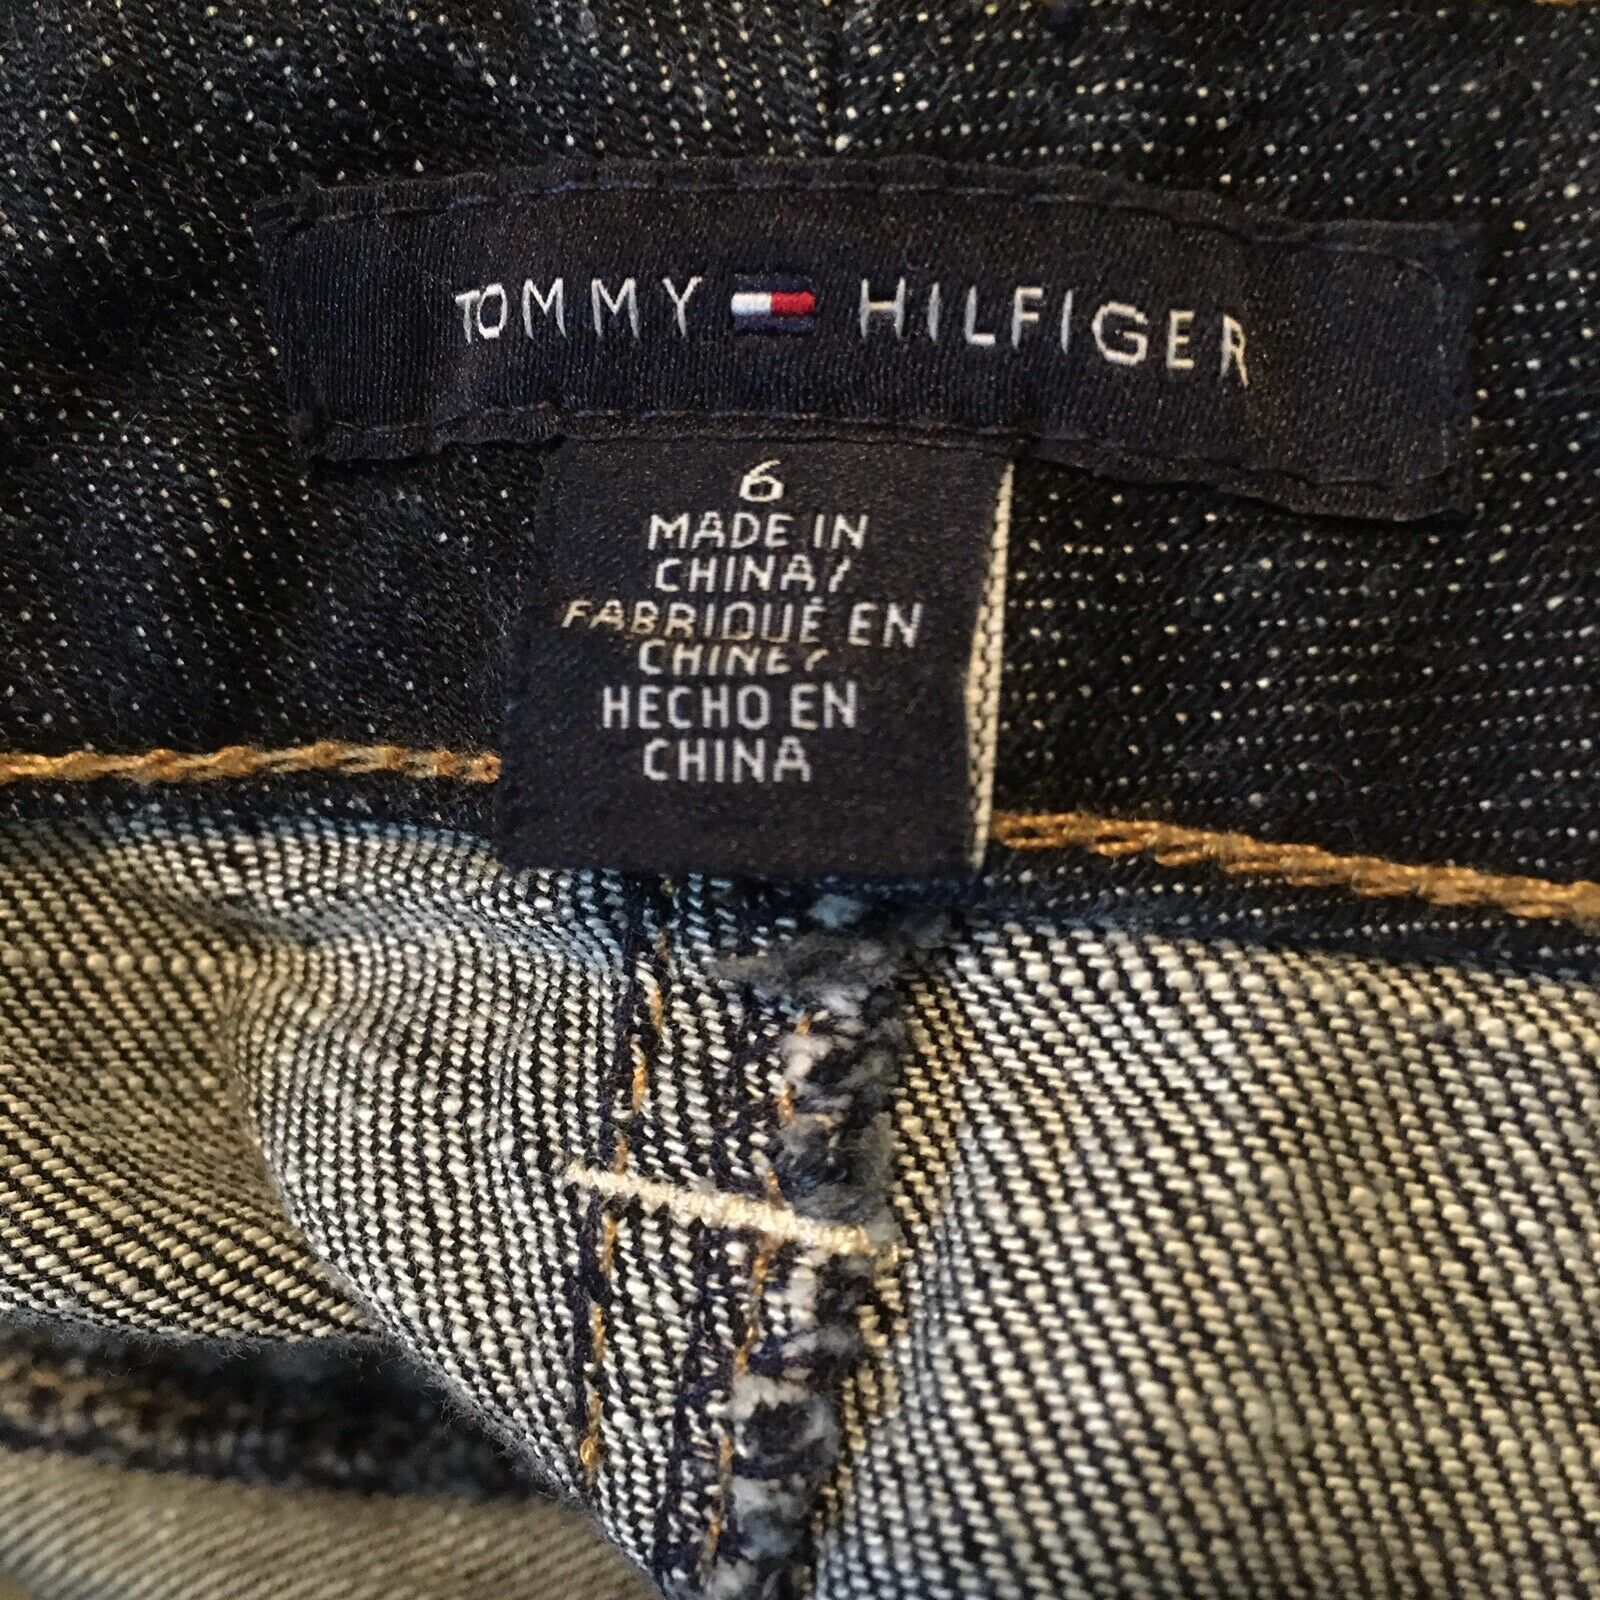 TOMMY HILFIGER
6
MADE IN
CHINA/
FABRIQUÉ EN
CHINE/
HECHO EN
CHINA